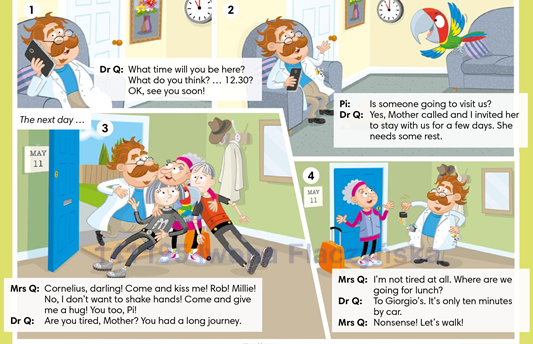 1
Dr Q: What time will you be here?
What do you think? … 12.30?
OK, see you soon!
2
Pi: Is someone going to visit us?
Dr Q: Yes, Mother called and I invited her
to stay with us for a few days. She
needs some rest.
The next day …
3
MAY
11
Mrs Q: Cornelius, darling! Come and kiss me! Rob! Millie!
No, I don't want to shake hands! Come and give
me a hug! You too, Pi!
Dr Q: Are you tired, Mother? You had a long journey.
4
MAY
11
Mrs Q: I'm not tired at all. Where are we
going for lunch?
Dr Q: To Giorgio's. It's only ten minutes
by car.
Mrs Q: Nonsense! Let's walk!